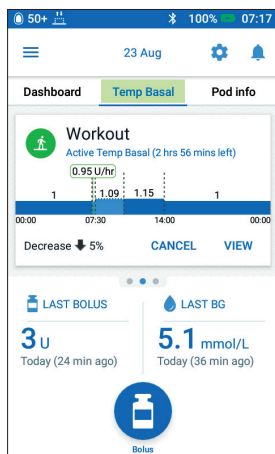 50+ 100% 07:17
23 Aug
Dashboard Temp Basal Pod info
Workout
Active Temp Basal (2 hrs 56 mins left)
0.95 U/hr
1 1.09 1.15 1
00:00 07:30 14:00 00:00
Decrease 5% CANCEL VIEW
LAST BOLUS LAST BG
3 U 5.1 mmol/L
Today (24 min ago) Today (36 min ago)
Bolus